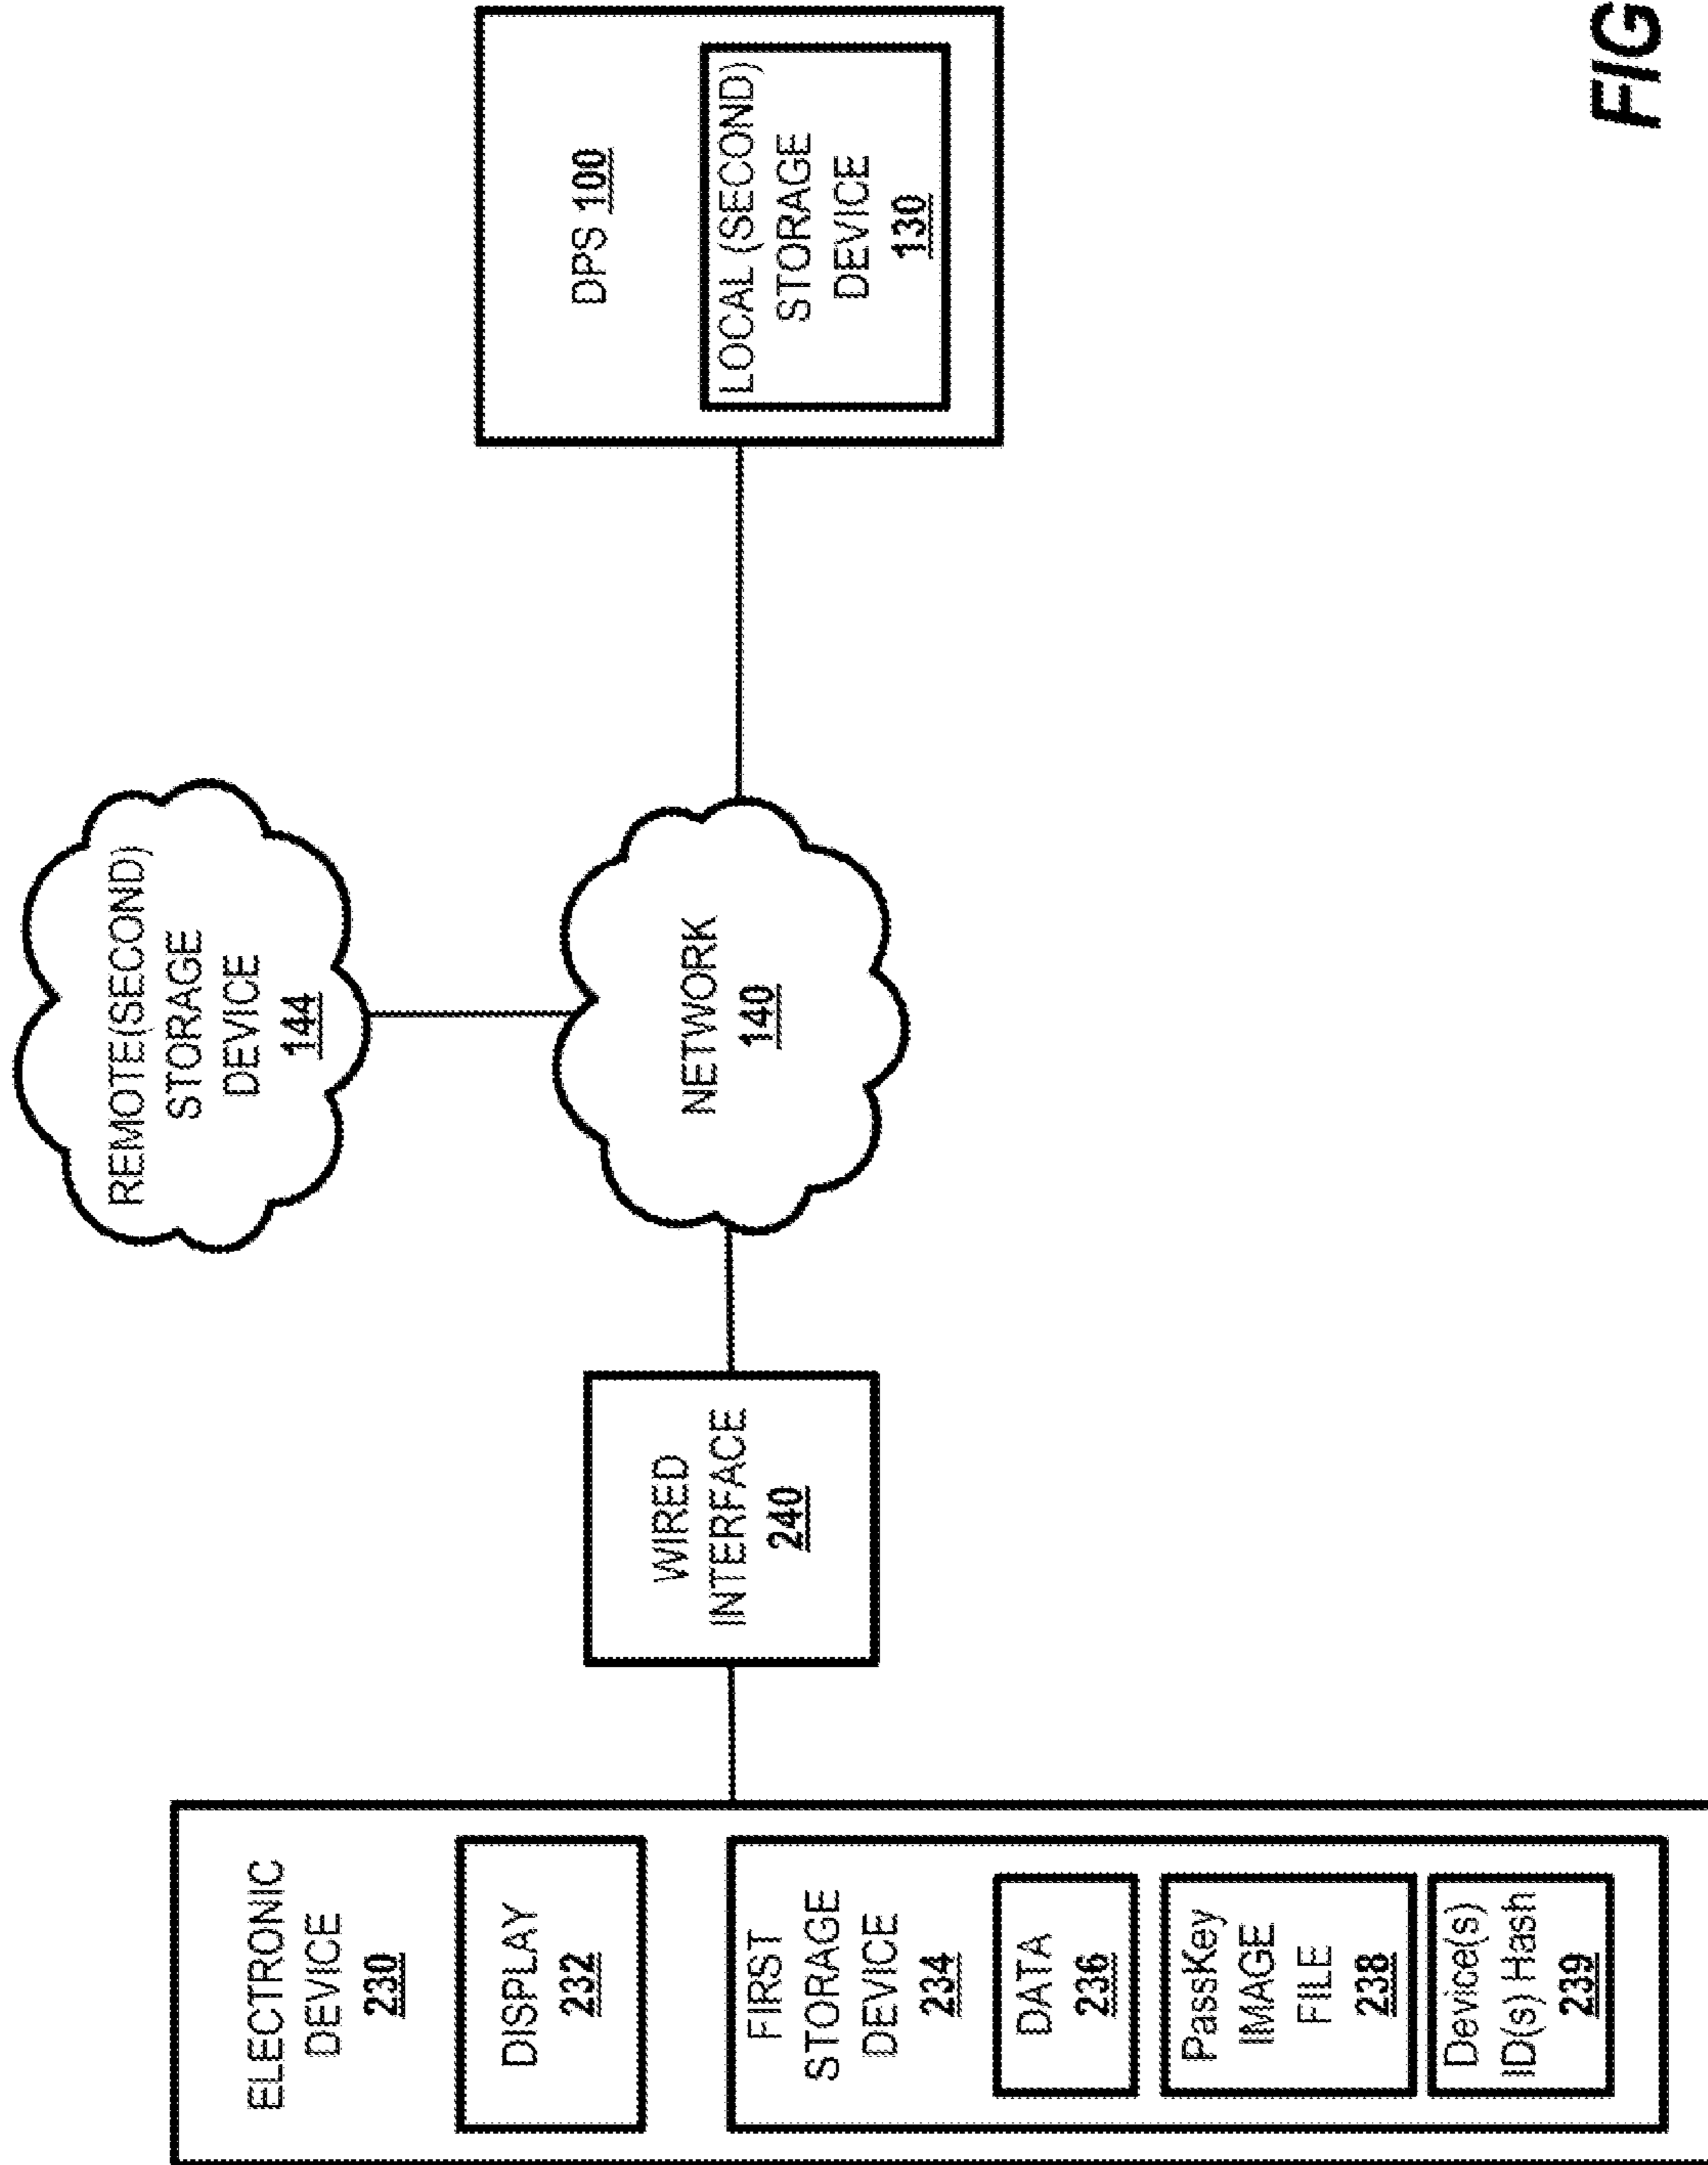 ELECTRONIC
DEVICE
230
DISPLAY
232
FIRST
STORAGE
DEVICE
234
DATA
236
PassKey
IMAGE
FILE
238
Device(s)
ID(s) Hash
239
WIRED
INTERFACE
240
REMOTE(SECOND)
STORAGE
DEVICE
144
NETWORK
140
DPS 100
LOCAL (SECOND)
STORAGE
DEVICE
130
FIG